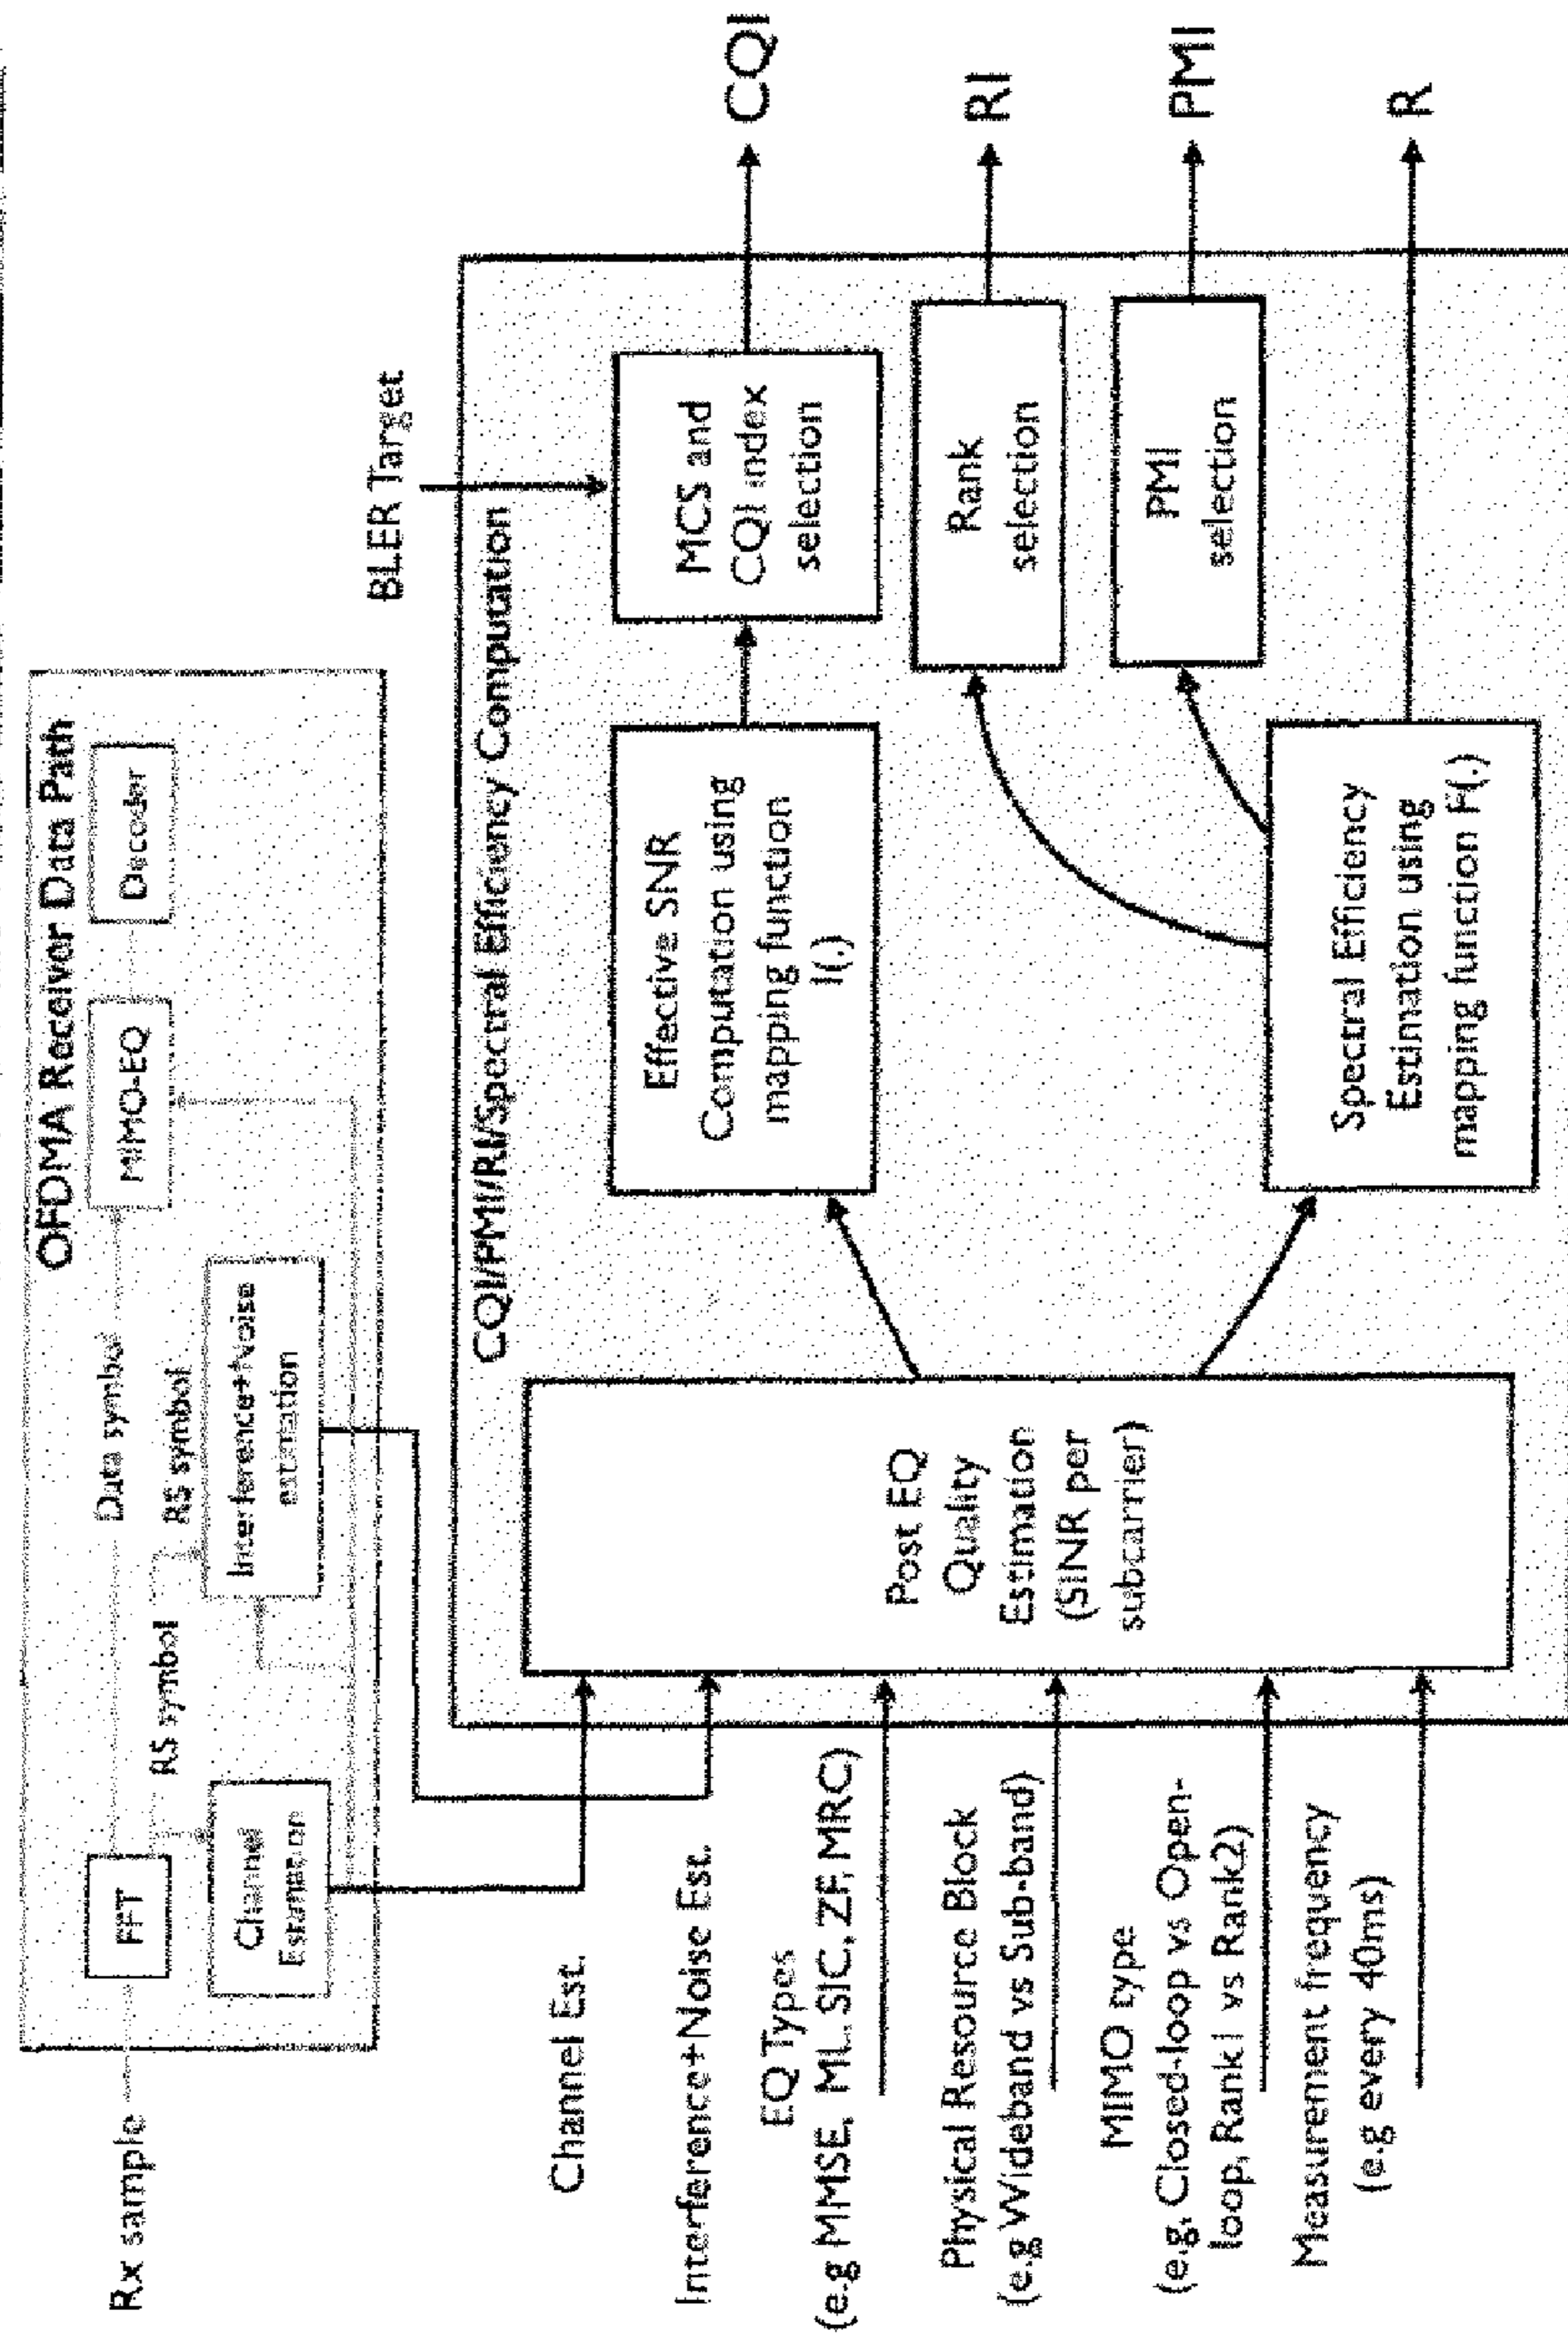 OFDMA Receiver Data Path
Rx sample
FFT
Data symbol
MIMO-EQ
Decoder
RS symbol
RS symbol
Channel
Estimation
Interference+Noise
estimation
BLER Target
CQI/PMI/RI/Spectral Efficiency Computation
Channel Est.
Interference+Noise Est.
EQ Types
(e.g MMSE, ML, SIC, ZF, MRC)
Physical Resource Block
(e.g Wideband vs Sub-band)
MIMO type
(e.g. Closed-loop vs Open-
loop, Rank1 vs Rank2)
Measurement frequency
(e.g every 40ms)
Post EQ
Quality
Estimation
(SINR per
subcarrier)
Effective SNR
Computation using
mapping function
I(.)
Spectral Efficiency
Estimation using
mapping function F(.)
MCS and
CQI index
selection
Rank
selection
PMI
selection
CQI
RI
PMI
R